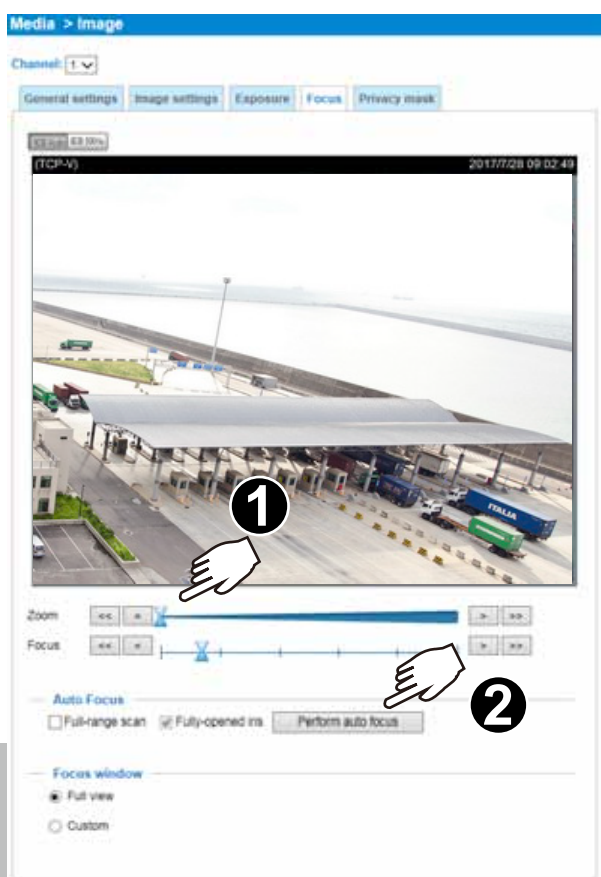 Media > Image
Channel: 1
General settings Image settings Exposure Focus Privacy mask
(TCP-V) 2017/7/28 09:02:49
ITALIA
1
Zoom << < > >>
Focus << < > >>
2
Auto Focus
Full-range scan Fully-opened iris Perform auto focus
Focus window
Full view
Custom